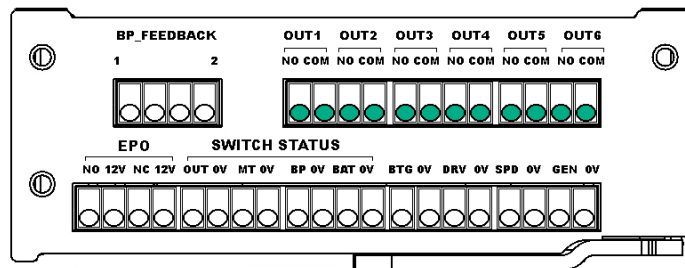 BP_FEEDBACK OUT1 OUT2 OUT3 OUT4 OUT5 OUT6
1 2 NO COM NO COM NO COM NO COM NO COM NO COM
EPO SWITCH STATUS
NO 12V NC 12V OUT 0V MT 0V BP 0V BAT 0V BTG 0V DRV 0V SPD 0V GEN 0V